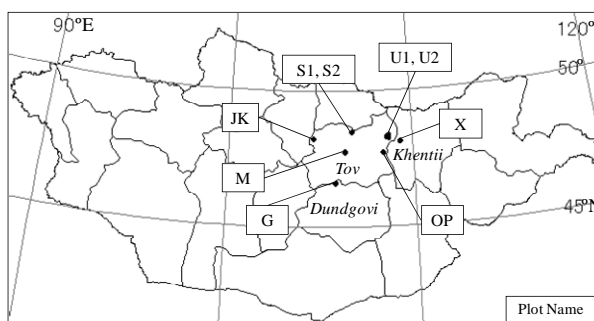 90°E
120°
50°
S1, S2
U1, U2
JK
X
Khentii
Tov
M
G
Dundgovi
OP
45°N
Plot Name